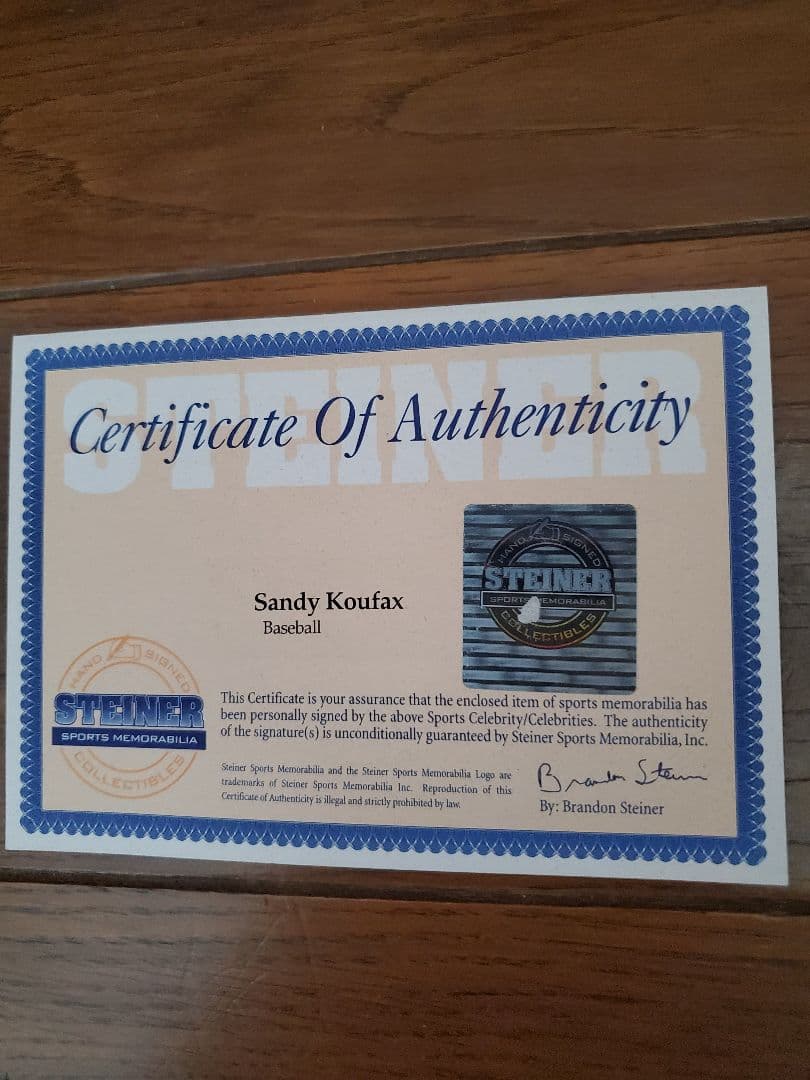 STEINER
Certificate Of Authenticity
HAND SIGNED
STEINER
SPORTS MEMORABILIA
COLLECTIBLES
Sandy Koufax
Baseball
HAND SIGNED
STEINER
SPORTS MEMORABILIA
COLLECTIBLES
This Certificate is your assurance that the enclosed item of sports memorabilia has
been personally signed by the above Sports Celebrity/Celebrities. The authenticity
of the signature(s) is unconditionally guaranteed by Steiner Sports Memorabilia, Inc.
Steiner Sports Memorabilia and the Steiner Sports Memorabilia Logo are
trademarks of Steiner Sports Memorabilia Inc. Reproduction of this
Certificate of Authenticity is illegal and strictly prohibited by law.
Brandon Steiner
By: Brandon Steiner